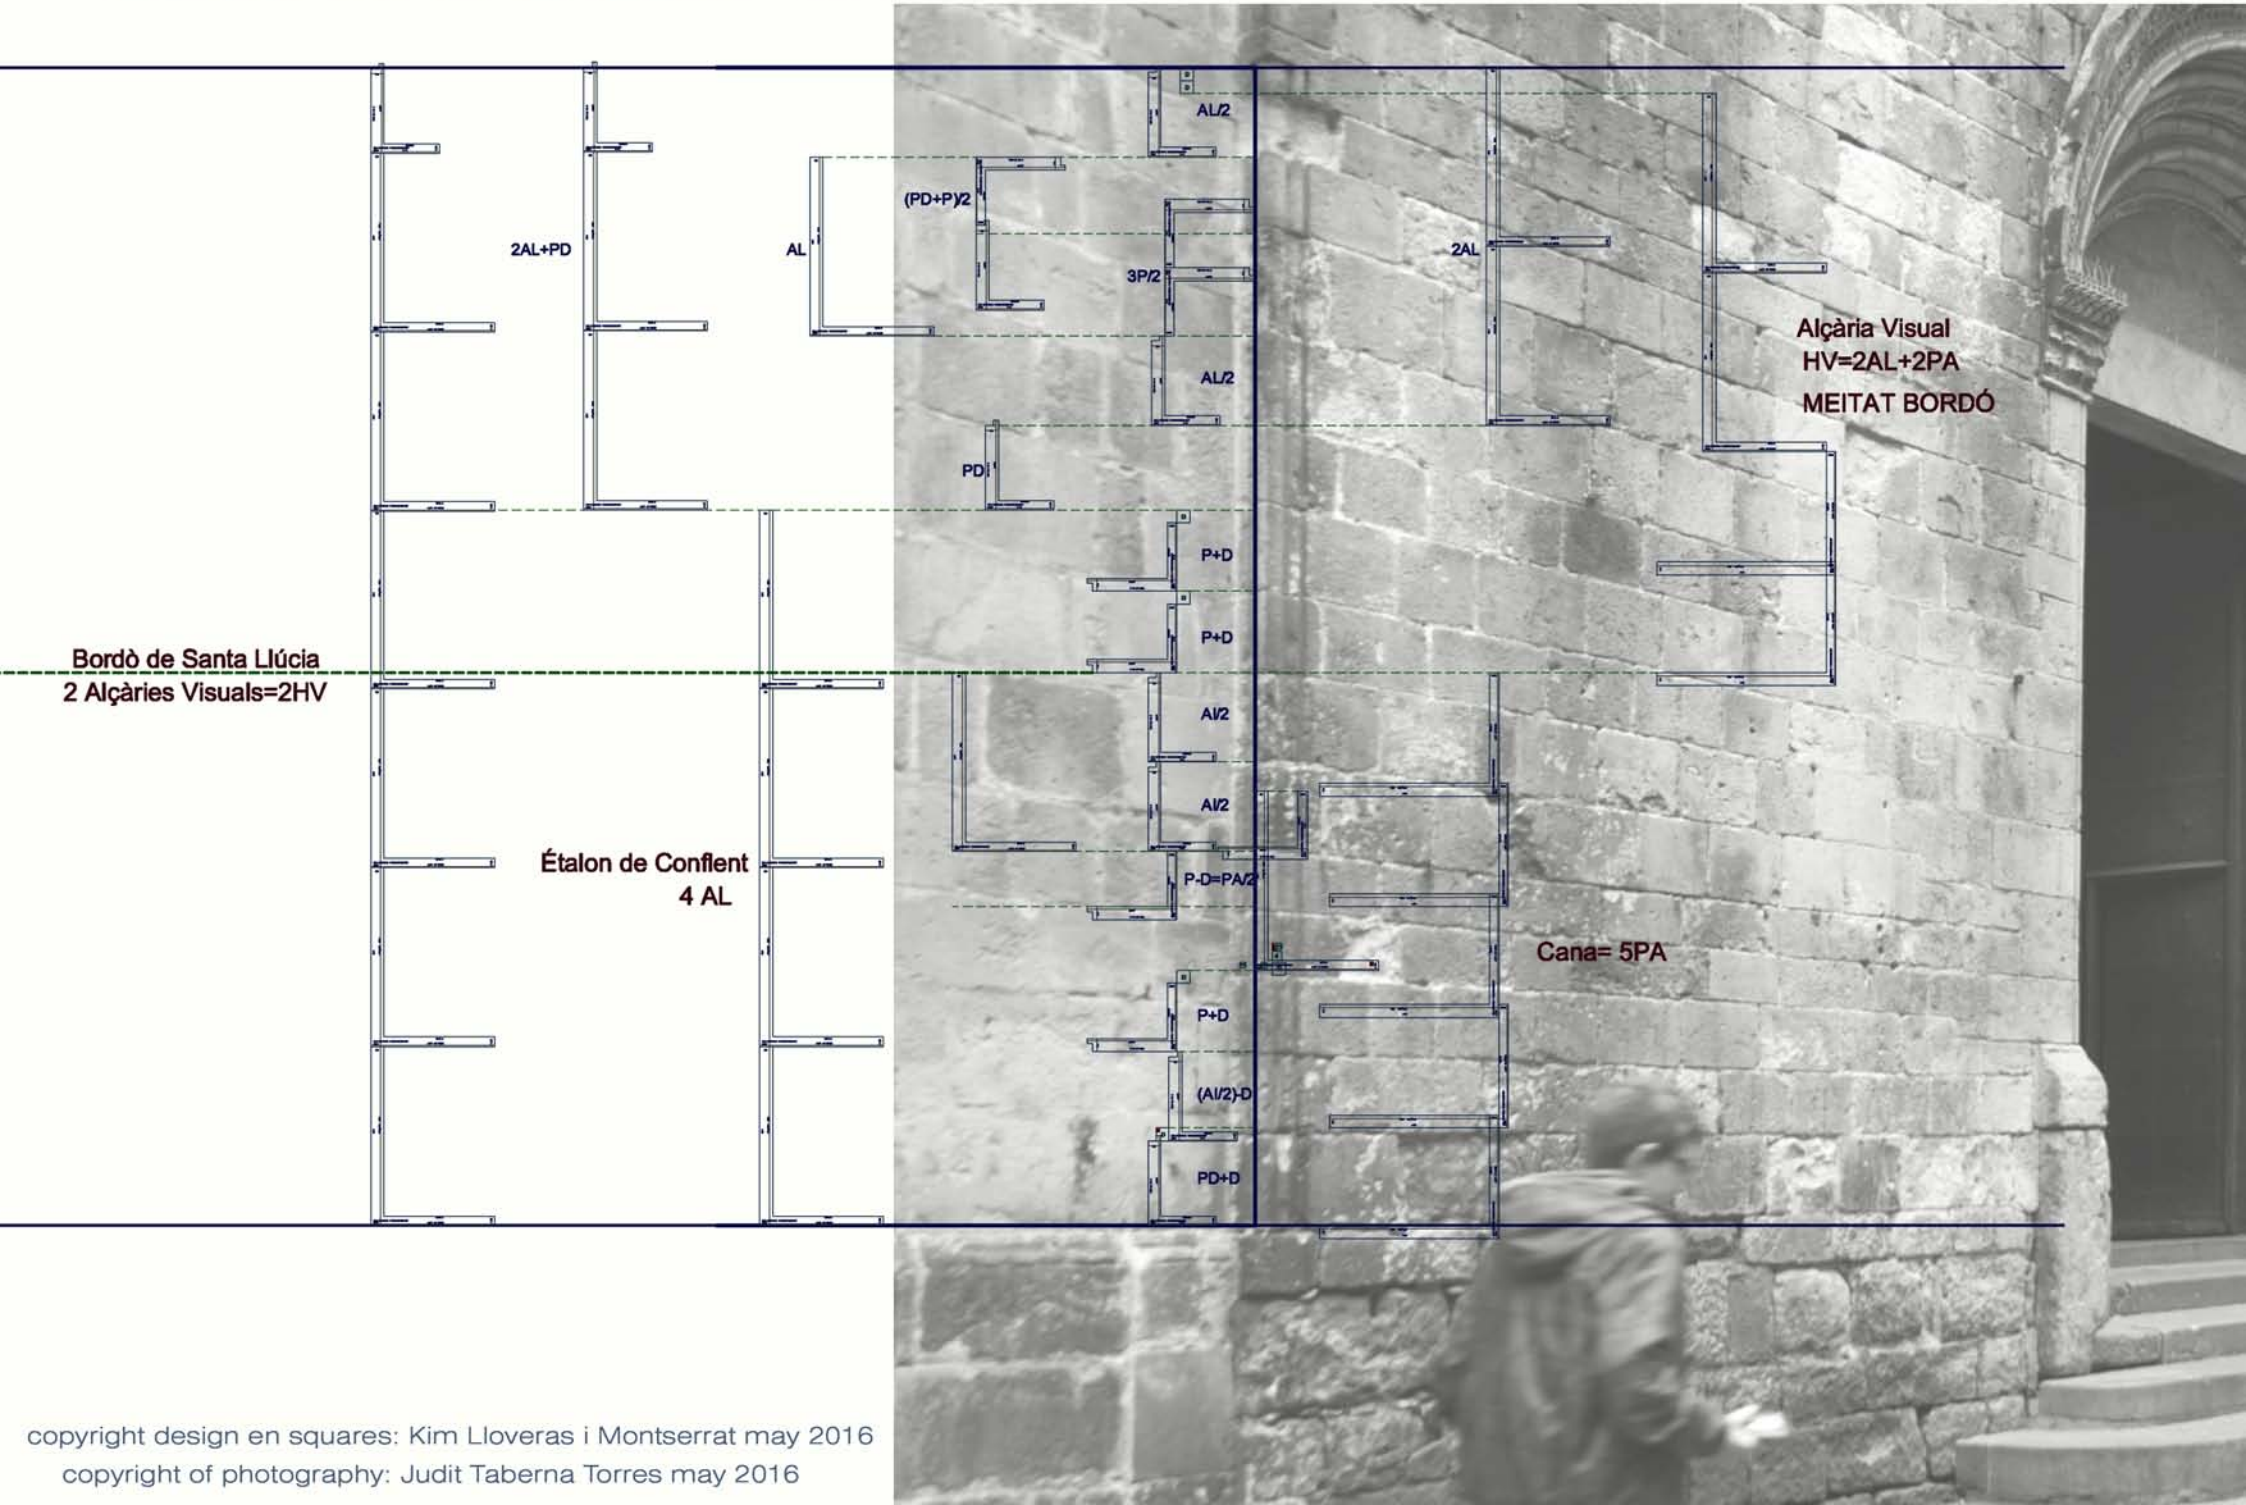 AL/2
(PD+P)/2
2AL+PD
AL
3P/2
2AL
Alçària Visual
HV=2AL+2PA
MEITAT BORDÓ
AL/2
PD
P+D
P+D
Bordò de Santa Llúcia
2 Alçàries Visuals=2HV
Al/2
Al/2
Étalon de Conflent
4 AL
P-D=PA/2
Cana= 5PA
P+D
(Al/2)-D
PD+D
copyright design en squares: Kim Lloveras i Montserrat may 2016
copyright of photography: Judit Taberna Torres may 2016